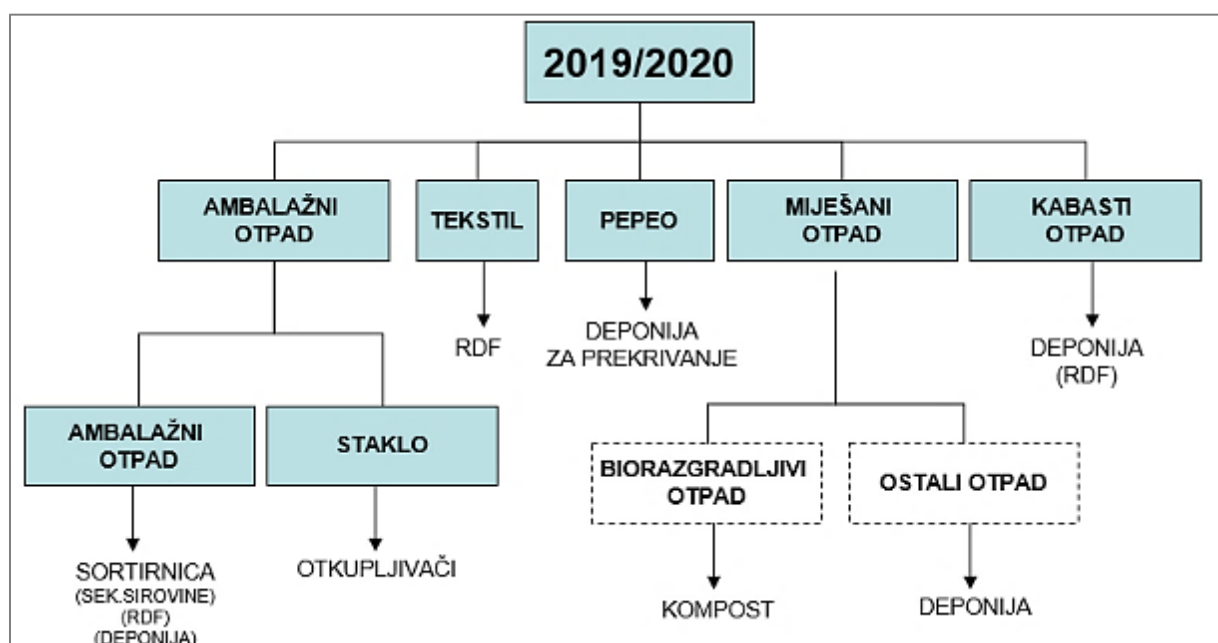 2019/2020
AMBALAŽNI
OTPAD
TEKSTIL
PEPEO
MIJEŠANI
OTPAD
KABASTI
OTPAD
RDF
DEPONIJA
ZA PREKRIVANJE
DEPONIJA
(RDF)
AMBALAŽNI
OTPAD
STAKLO
BIORAZGRADLJIVI
OTPAD
OSTALI OTPAD
SORTIRNICA
(SEK.SIROVINE)
(RDF)
(DEPONIJA)
OTKUPLJIVAČI
KOMPOST
DEPONIJA